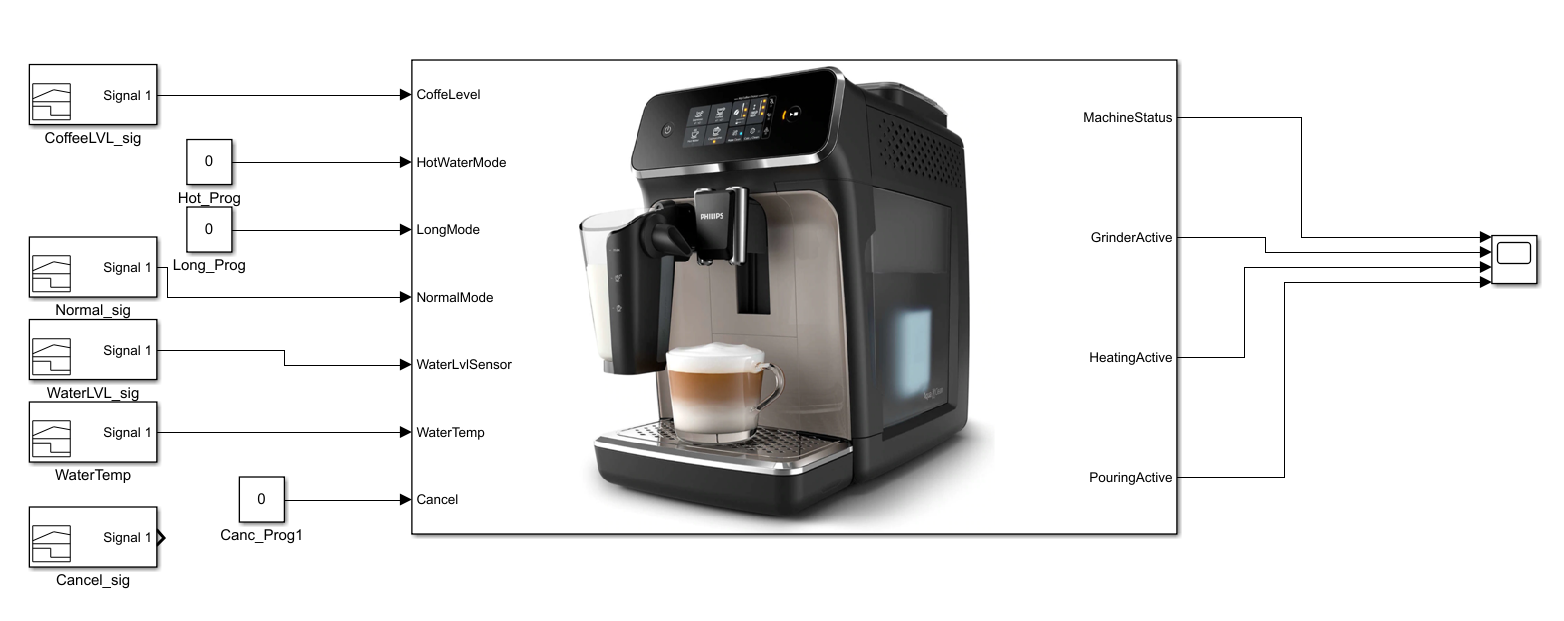 Signal 1
CoffeeLVL_sig
0
Hot_Prog
0
Long_Prog
Signal 1
Normal_sig
Signal 1
WaterLVL_sig
Signal 1
WaterTemp
0
Canc_Prog1
Signal 1
Cancel_sig
CoffeLevel
HotWaterMode
LongMode
NormalMode
WaterLvlSensor
WaterTemp
Cancel
PHILIPS
MachineStatus
GrinderActive
HeatingActive
PouringActive